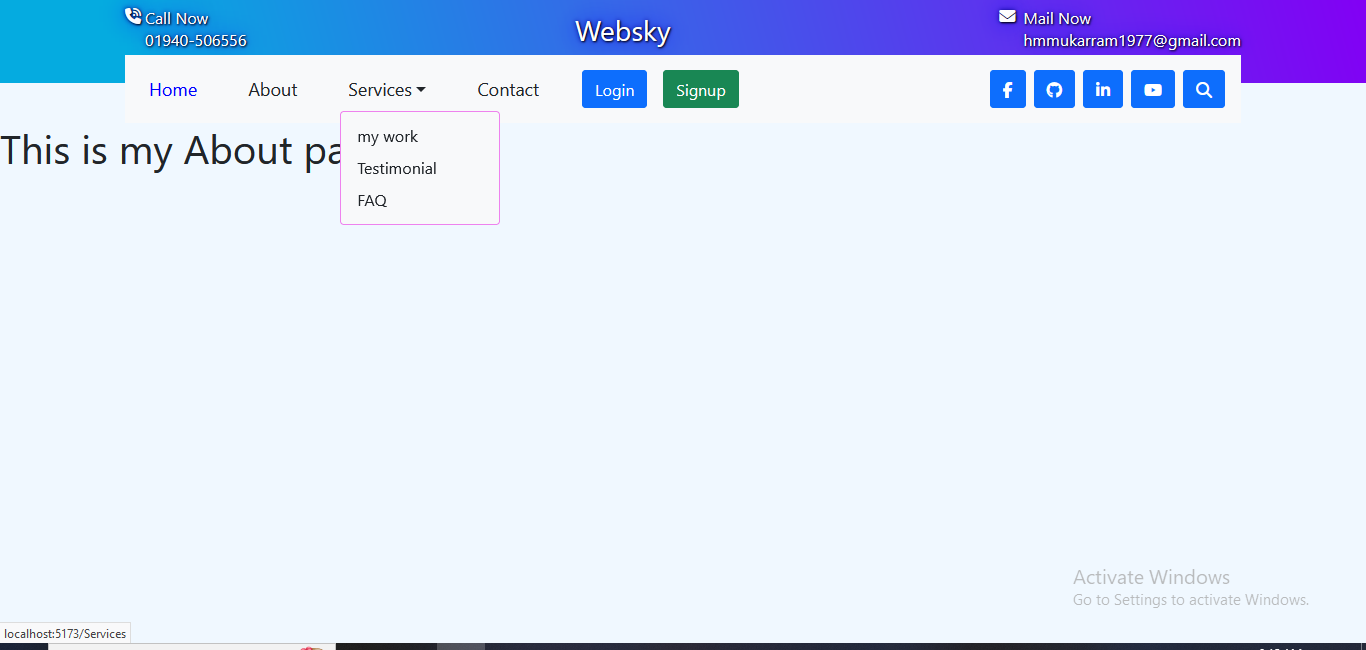 Call Now
01940-506556
Websky
Mail Now
hmmukarram1977@gmail.com
Home
About
Services
Contact
Login
Signup
my work
Testimonial
FAQ
This is my About pa
Activate Windows
Go to Settings to activate Windows.
localhost:5173/Services